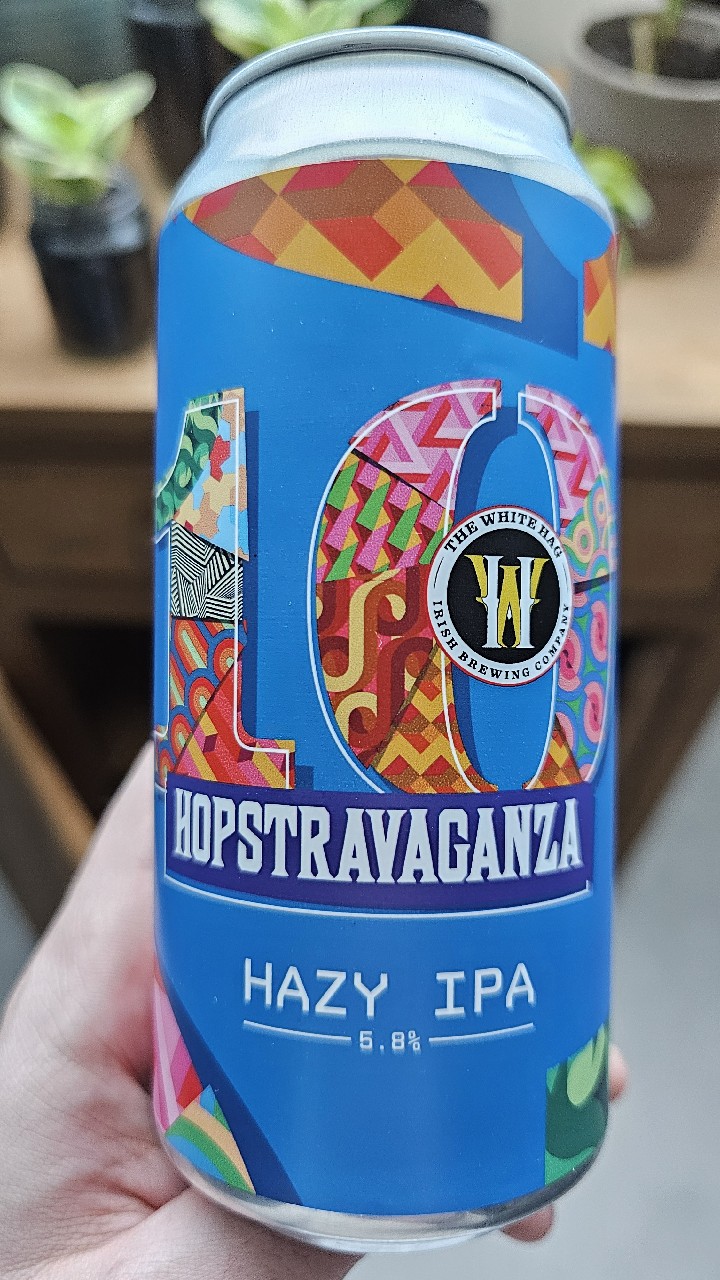 10
THE WHITE HAG
W
IRISH BREWING COMPANY
HOPSTRAVAGANZA
HAZY IPA
5.8%